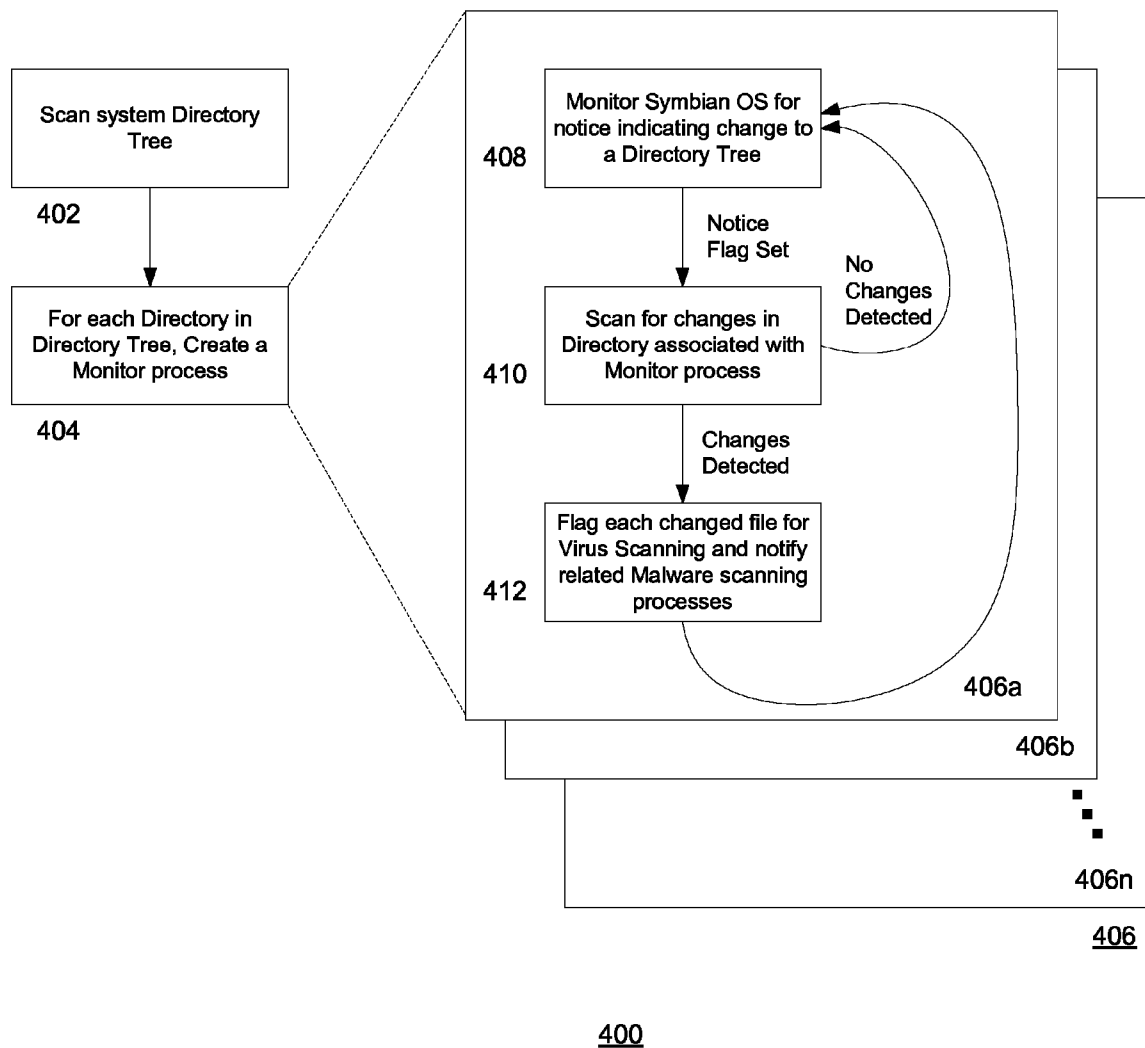 Scan system Directory
Tree
402
For each Directory in
Directory Tree, Create a
Monitor process
404
Monitor Symbian OS for
notice indicating change to
a Directory Tree
408
Notice
Flag Set
No
Changes
Detected
Scan for changes in
Directory associated with
Monitor process
410
Changes
Detected
Flag each changed file for
Virus Scanning and notify
related Malware scanning
processes
412
406a
406b
406n
406
400